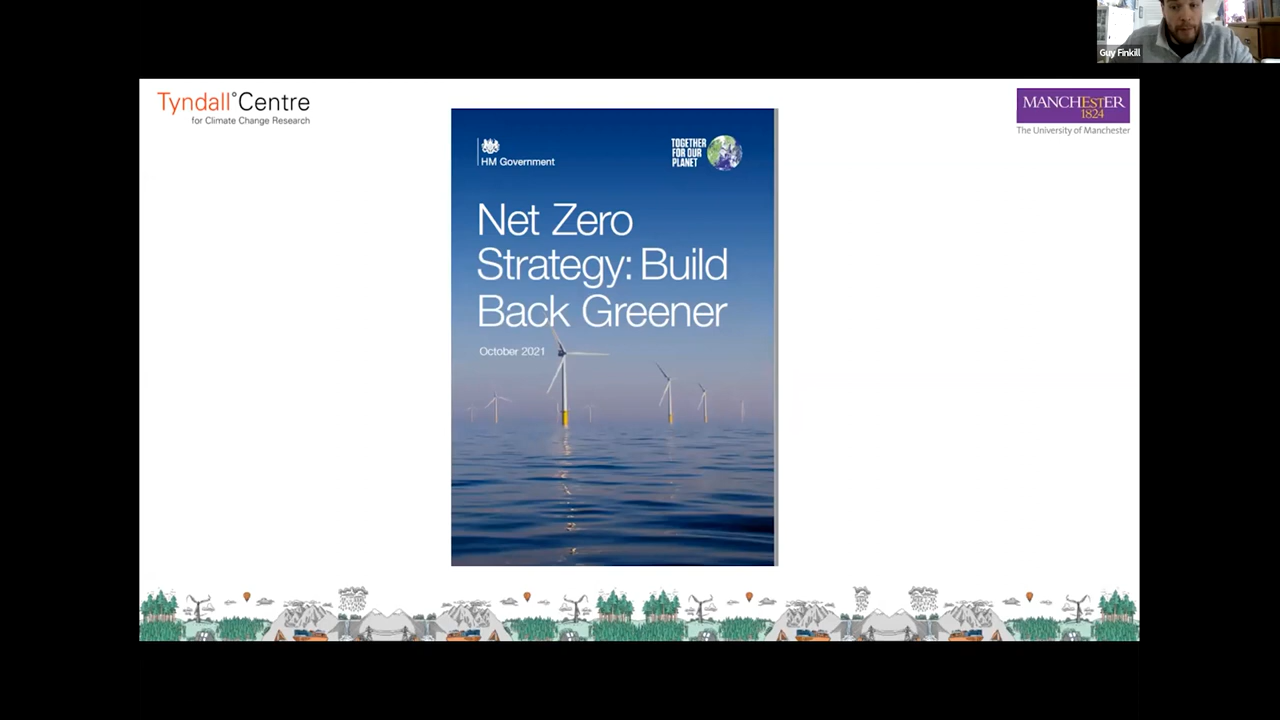 Guy Finkill
Tyndall°Centre
for Climate Change Research
MANCHESTER
1824
The University of Manchester
HM Government
TOGETHER
FOR OUR
PLANET
Net Zero
Strategy: Build
Back Greener
October 2021